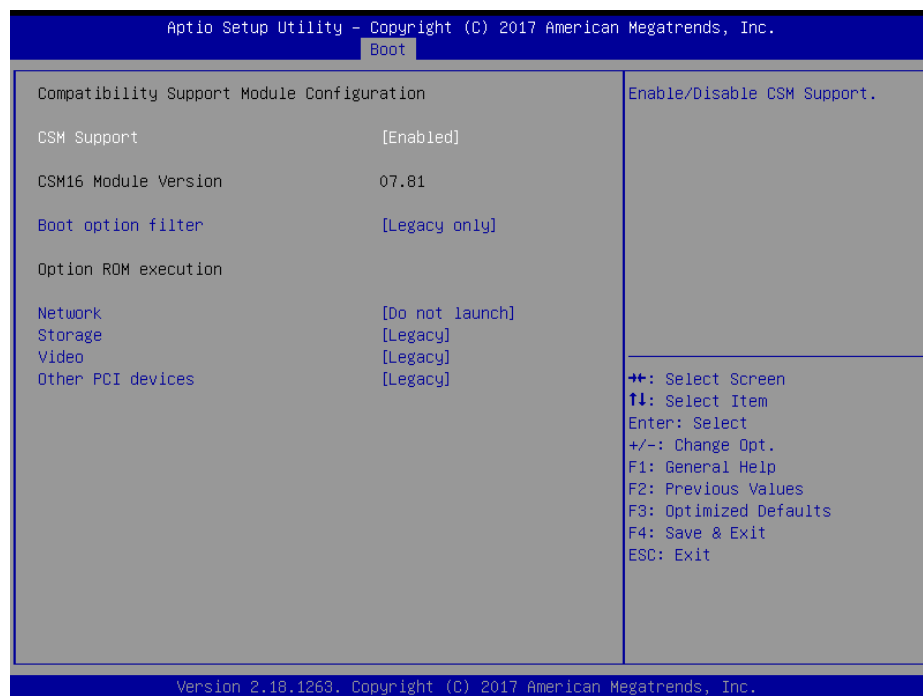 Aptio Setup Utility – Copyright (C) 2017 American Megatrends, Inc.
Boot
Compatibility Support Module Configuration
CSM Support [Enabled]
CSM16 Module Version 07.81
Boot option filter [Legacy only]
Option ROM execution
Network [Do not launch]
Storage [Legacy]
Video [Legacy]
Other PCI devices [Legacy]
Enable/Disable CSM Support.
→←: Select Screen
↑↓: Select Item
Enter: Select
+/-: Change Opt.
F1: General Help
F2: Previous Values
F3: Optimized Defaults
F4: Save & Exit
ESC: Exit
Version 2.18.1263. Copyright (C) 2017 American Megatrends, Inc.